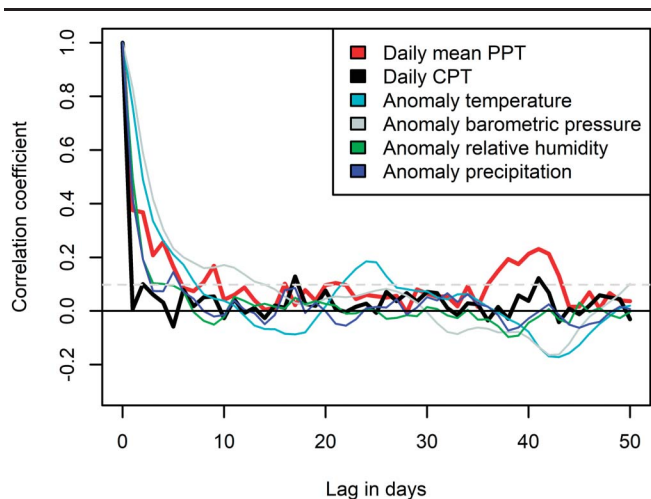 Daily mean PPT
Daily CPT
Anomaly temperature
Anomaly barometric pressure
Anomaly relative humidity
Anomaly precipitation
Correlation coefficient
1.0
0.8
0.6
0.4
0.2
0.0
-0.2
0 10 20 30 40 50
Lag in days